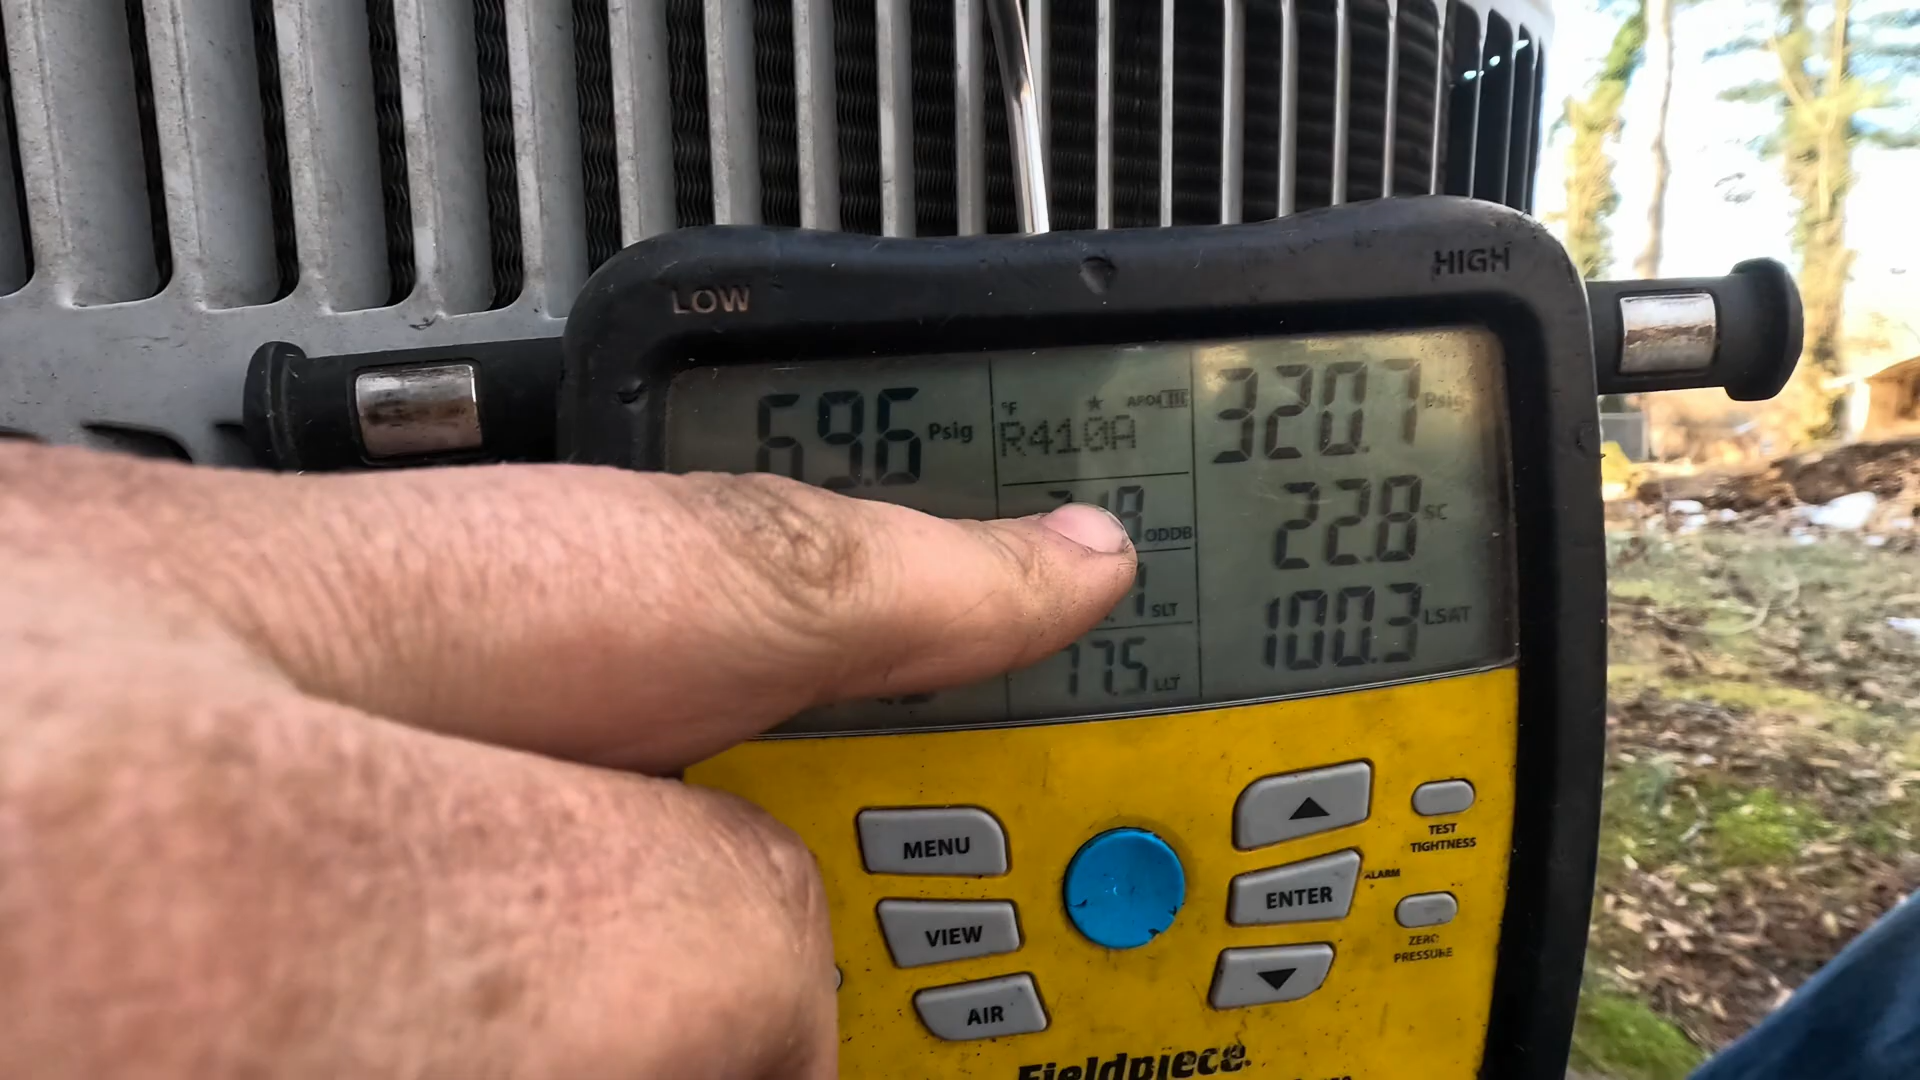 LOW
HIGH
69.6 Psig
°F
R410A
320.7 Psig
ODDB
22.8 SC
SLT
100.3 LSAT
77.5 LLT
MENU
VIEW
AIR
ENTER
ALARM
TEST
TIGHTNESS
ZERO
PRESSURE
Fieldpiece